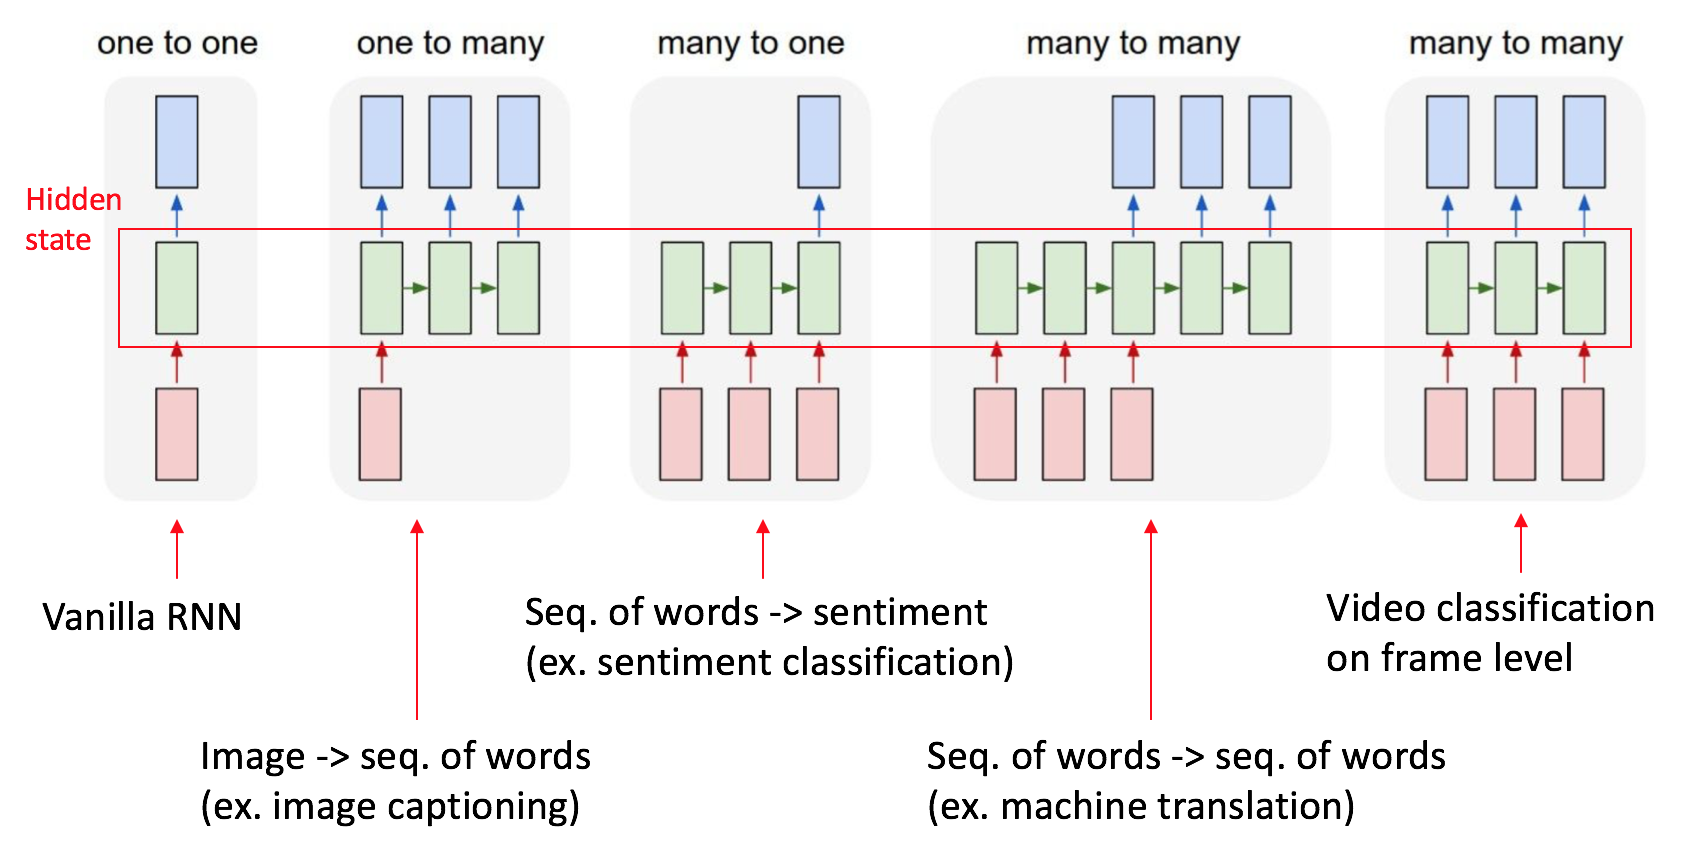 one to one
one to many
many to one
many to many
many to many
Hidden
state
Vanilla RNN
Seq. of words -> sentiment
(ex. sentiment classification)
Video classification
on frame level
Image -> seq. of words
(ex. image captioning)
Seq. of words -> seq. of words
(ex. machine translation)